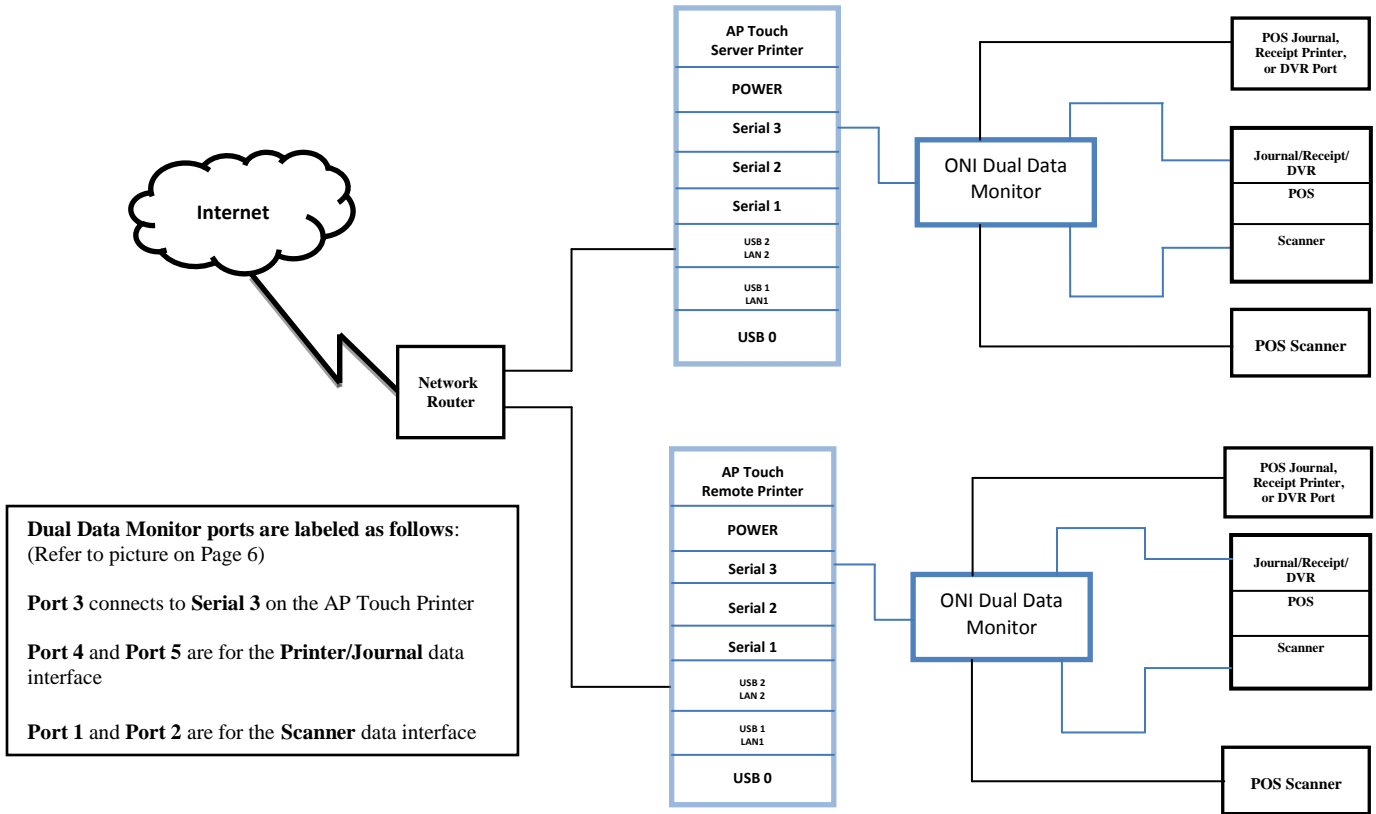 AP Touch
Server Printer
POWER
Serial 3
Serial 2
Serial 1
USB 2
LAN 2
USB 1
LAN1
USB 0
ONI Dual Data
Monitor
POS Journal,
Receipt Printer,
or DVR Port
Journal/Receipt/
DVR
POS
Scanner
POS Scanner
Internet
Network
Router
AP Touch
Remote Printer
POWER
Serial 3
Serial 2
Serial 1
USB 2
LAN 2
USB 1
LAN1
USB 0
ONI Dual Data
Monitor
POS Journal,
Receipt Printer,
or DVR Port
Journal/Receipt/
DVR
POS
Scanner
POS Scanner
Dual Data Monitor ports are labeled as follows:
(Refer to picture on Page 6)
Port 3 connects to Serial 3 on the AP Touch Printer
Port 4 and Port 5 are for the Printer/Journal data
interface
Port 1 and Port 2 are for the Scanner data interface